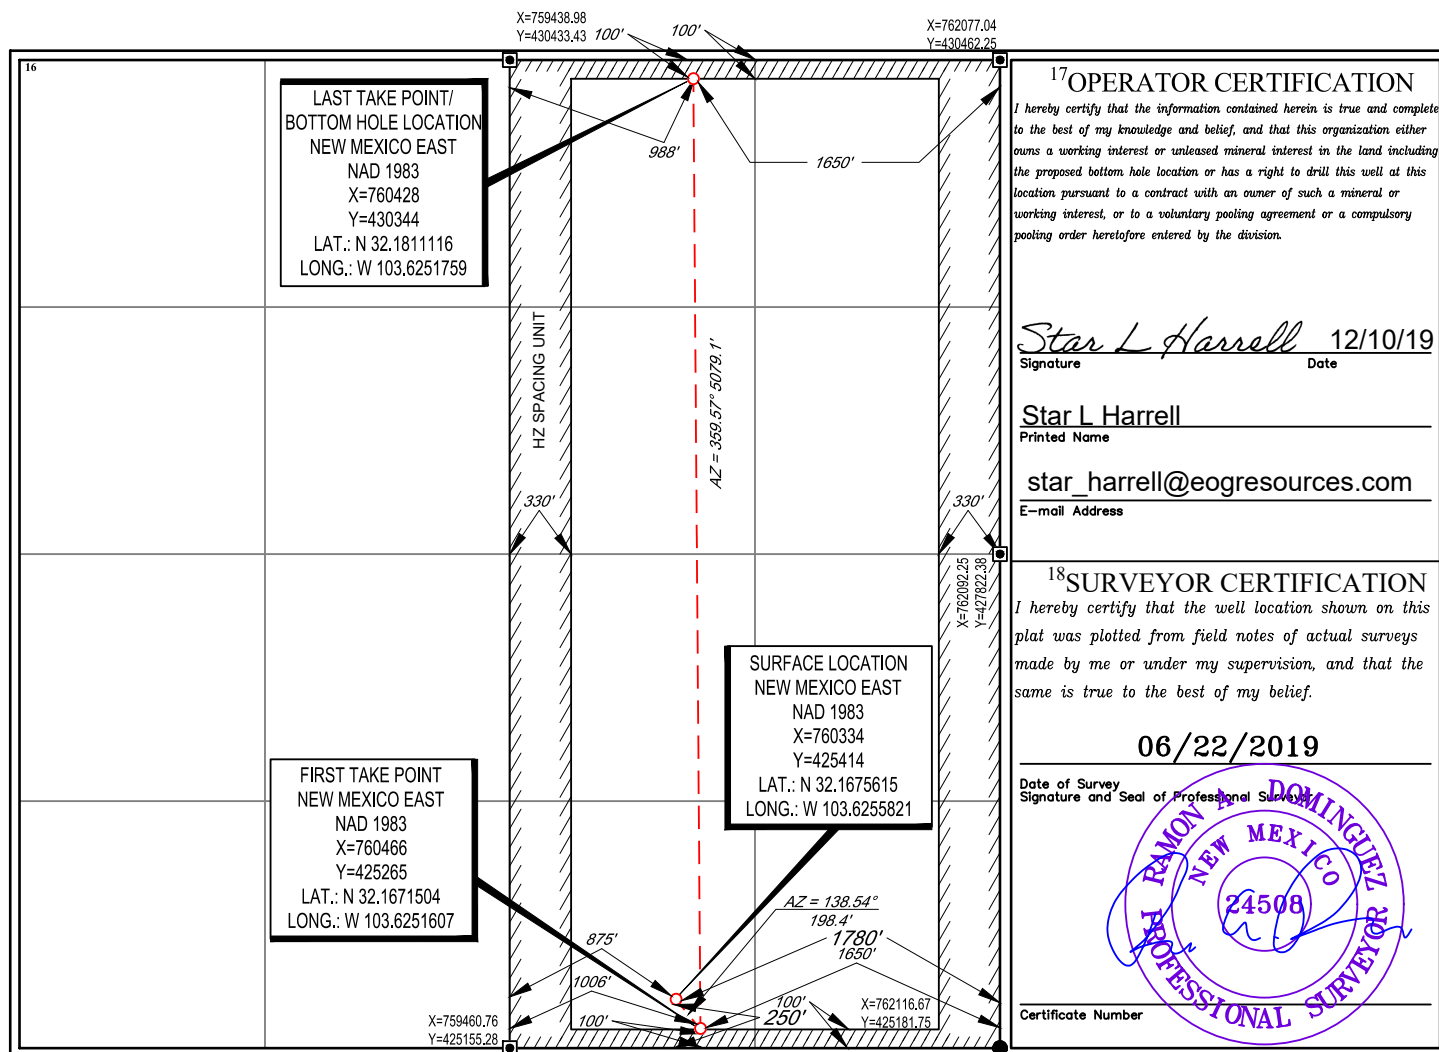 X=759438.98
Y=430433.43
100'
100'
X=762077.04
Y=430462.25
16
LAST TAKE POINT/
BOTTOM HOLE LOCATION
NEW MEXICO EAST
NAD 1983
X=760428
Y=430344
LAT.: N 32.1811116
LONG.: W 103.6251759
988'
1650'
HZ SPACING UNIT
AZ = 359.57° 5079.1'
330'
330'
X=762092.25
Y=427822.38
SURFACE LOCATION
NEW MEXICO EAST
NAD 1983
X=760334
Y=425414
LAT.: N 32.1675615
LONG.: W 103.6255821
FIRST TAKE POINT
NEW MEXICO EAST
NAD 1983
X=760466
Y=425265
LAT.: N 32.1671504
LONG.: W 103.6251607
AZ = 138.54°
198.4'
875'
1780'
1650'
1006'
100'
250'
100'
X=762116.67
Y=425181.75
X=759460.76
Y=425155.28
17 OPERATOR CERTIFICATION
I hereby certify that the information contained herein is true and complete
to the best of my knowledge and belief, and that this organization either
owns a working interest or unleased mineral interest in the land including
the proposed bottom hole location or has a right to drill this well at this
location pursuant to a contract with an owner of such a mineral or
working interest, or to a voluntary pooling agreement or a compulsory
pooling order heretofore entered by the division.
Star L Harrell 12/10/19
Signature Date
Star L Harrell
Printed Name
star_harrell@eogresources.com
E-mail Address
18 SURVEYOR CERTIFICATION
I hereby certify that the well location shown on this
plat was plotted from field notes of actual surveys
made by me or under my supervision, and that the
same is true to the best of my belief.
06/22/2019
Date of Survey
Signature and Seal of Professional Surveyor
RAMON A. DOMINGUEZ
NEW MEXICO
24508
PROFESSIONAL SURVEYOR
Certificate Number